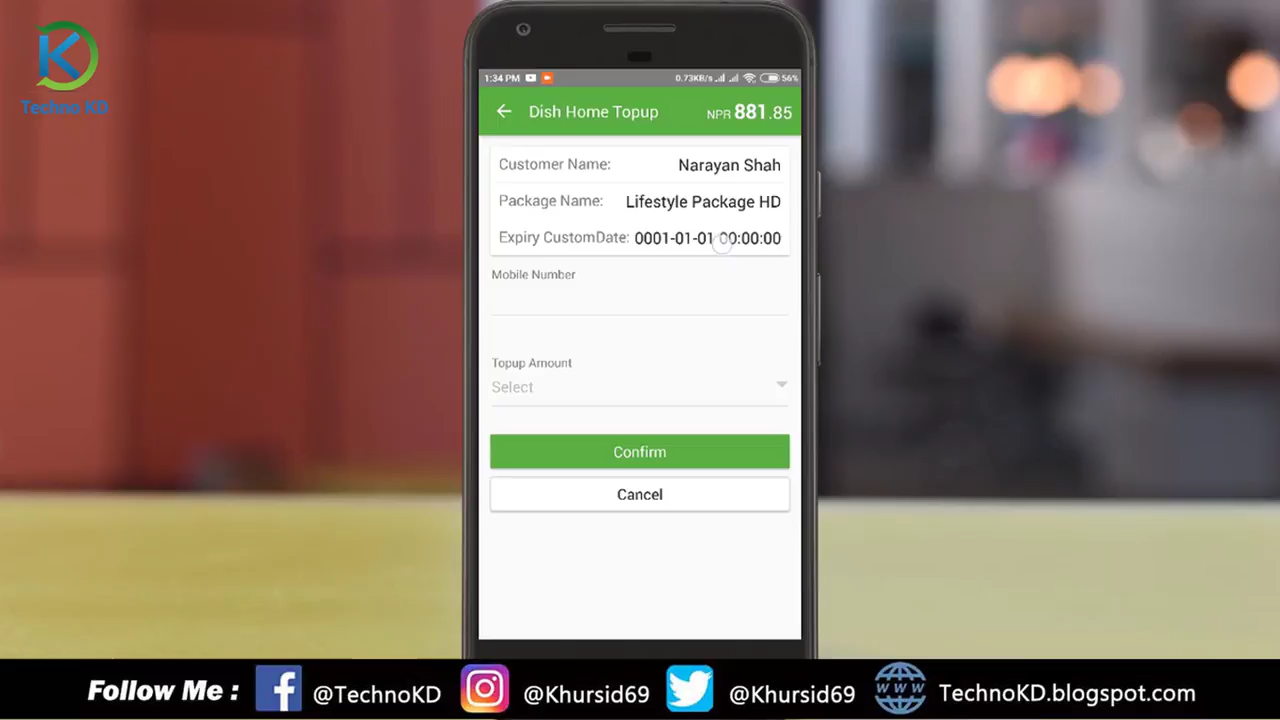 K
Techno KD
1:34 PM 0.73KB/s 56%
Dish Home Topup NPR 881.85
Customer Name: Narayan Shah
Package Name: Lifestyle Package HD
Expiry CustomDate: 0001-01-01 00:00:00
Mobile Number
Topup Amount
Select
Confirm
Cancel
Follow Me : f @TechnoKD @Khursid69 @Khursid69 WWW TechnoKD.blogspot.com